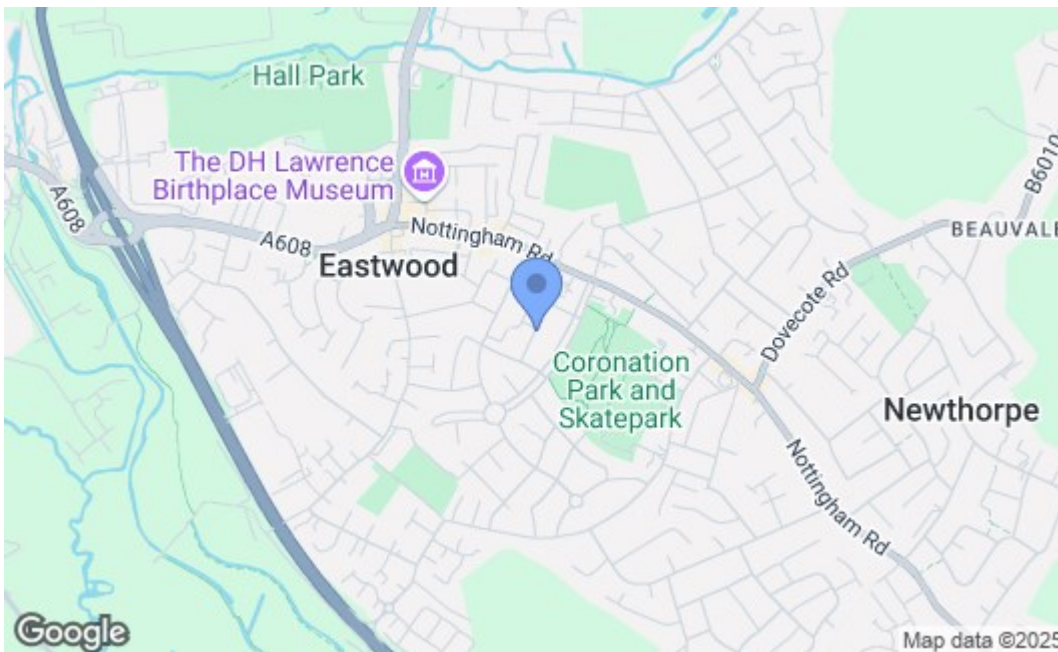 Hall Park
The DH Lawrence
Birthplace Museum
A608
A608
Nottingham Rd
Eastwood
B6010
BEAUVALE
Dovecote Rd
Coronation
Park and
Skatepark
Newthorpe
Nottingham Rd
Google
Map data ©2025